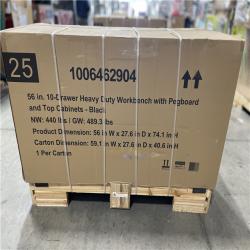 25
1006462904
56 in. 10-Drawer Heavy Duty Workbench with Pegboard
and Top Cabinets - Black
NW: 440 lbs / GW: 489.3 lbs
Product Dimension: 56 in W x 27.6 in D x 74.1 in H
Carton Dimension: 59.1 in W x 27.6 in D x 40.6 in H
1 Per Carton